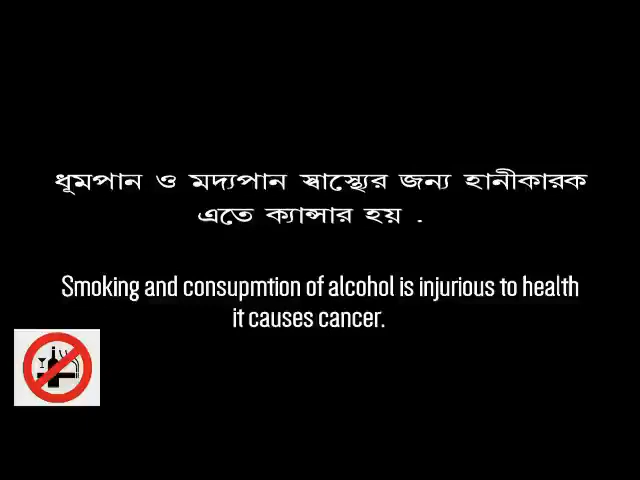 ধূমপান ও মদ্যপান স্বাস্থ্যের জন্য হানীকারক
এতে ক্যান্সার হয় .
Smoking and consupmtion of alcohol is injurious to health
it causes cancer.